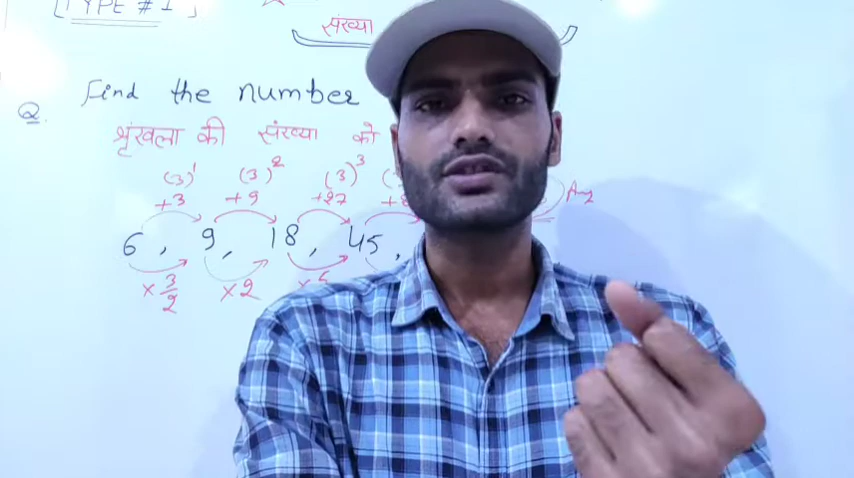 [TYPE # 1]
संख्या
Q. Find the number
श्रृंखला की संख्या को
(3)¹ (3)² (3)³
+3 +9 +27 Ans
6, 9, 18, 45,
× 3/2 × 2